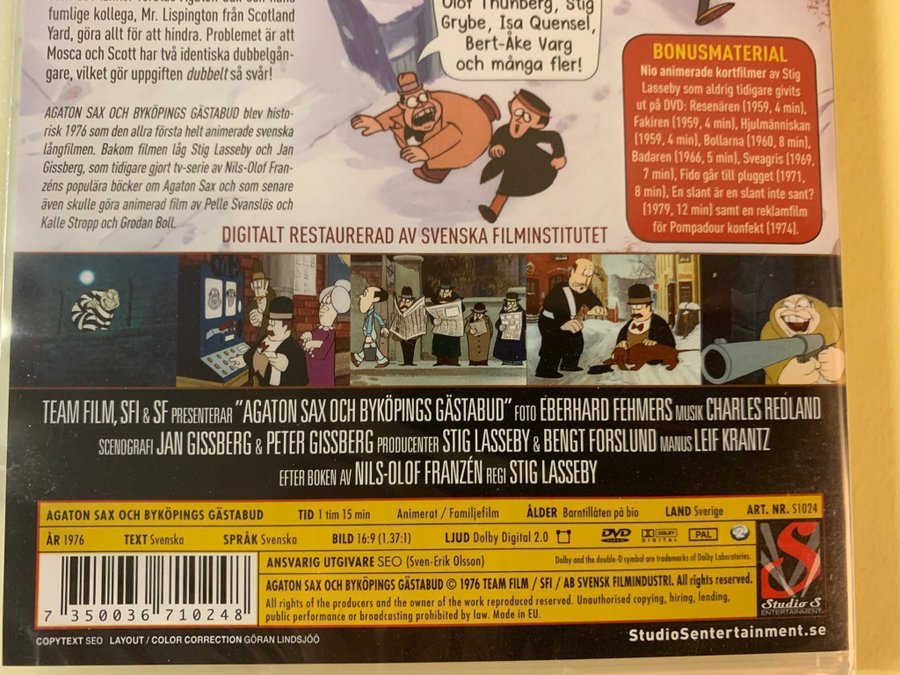 fumlige kollega, Mr. Lispington från Scotland
Yard, göra allt för att hindra. Problemet är att
Mosca och Scott har två identiska dubbelgån-
gare, vilket gör uppgiften dubbelt så svår!
AGATON SAX OCH BYKÖPINGS GÄSTABUD blev histo-
risk 1976 som den allra första helt animerade svenska
långfilmen. Bakom filmen låg Stig Lasseby och Jan
Gissberg, som tidigare gjort tv-serie av Nils-Olof Fran-
zéns populära böcker om Agaton Sax och som senare
även skulle göra animerad film av Pelle Svanslös och
Kalle Stropp och Grodan Boll.
Olof Thunberg, Stig
Grybe, Isa Quensel,
Bert-Åke Varg
och många fler!
BONUSMATERIAL
Nio animerade kortfilmer av Stig
Lasseby som aldrig tidigare givits
ut på DVD: Resenären (1959, 4 min),
Fakiren (1959, 4 min), Hjulmänniskan
(1959, 4 min), Bollarna (1960, 8 min),
Badaren (1966, 5 min), Sveagris (1969,
7 min), Fido går till plugget (1971,
8 min), En slant är en slant inte sant?
(1979, 12 min) samt en reklamfilm
för Pompadour konfekt (1974).
DIGITALT RESTAURERAD AV SVENSKA FILMINSTITUTET
TEAM FILM, SFI & SF PRESENTERAR "AGATON SAX OCH BYKÖPINGS GÄSTABUD" FOTO EBERHARD FEHMERS MUSIK CHARLES REDLAND
SCENOGRAFI JAN GISSBERG & PETER GISSBERG PRODUCENTER STIG LASSEBY & BENGT FORSLUND MANUS LEIF KRANTZ
EFTER BOKEN AV NILS-OLOF FRANZÉN REGI STIG LASSEBY
AGATON SAX OCH BYKÖPINGS GÄSTABUD TID 1 tim 15 min Animerat / Familjefilm ÅLDER Barntillåten på bio LAND Sverige ART. NR. S1024
ÅR 1976 TEXT Svenska SPRÅK Svenska BILD 16:9 (1.37:1) LJUD Dolby Digital 2.0 DVD VIDEO DOLBY DIGITAL PAL 2
ANSVARIG UTGIVARE SEO (Sven-Erik Olsson) Dolby and the double-D symbol are trademarks of Dolby Laboratories.
AGATON SAX OCH BYKÖPINGS GÄSTABUD © 1976 TEAM FILM / SFI / AB SVENSK FILMINDUSTRI. All rights reserved.
All rights of the producers and the owner of the work reproduced reserved. Unauthorised copying, hiring, lending,
public performance or broadcasting prohibited by law. Made in EU.
7 350036 710248
S
Studio S
ENTERTAINMENT
COPYTEXT SEO LAYOUT / COLOR CORRECTION GÖRAN LINDSJÖÖ
StudioSentertainment.se